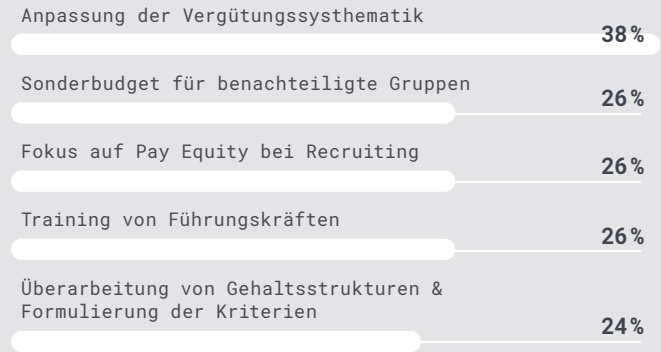 Anpassung der Vergütungssysthematik
38%
Sonderbudget für benachteiligte Gruppen
26%
Fokus auf Pay Equity bei Recruiting
26%
Training von Führungskräften
26%
Überarbeitung von Gehaltsstrukturen &
Formulierung der Kriterien
24%